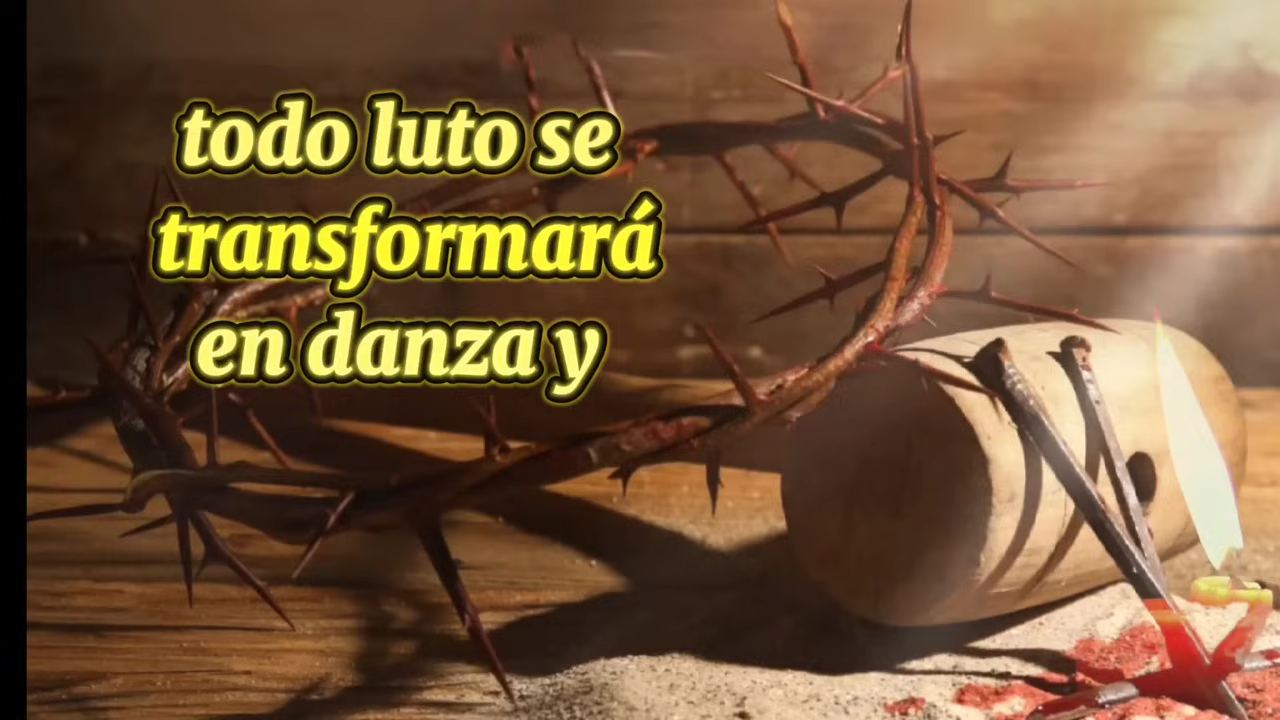 todo luto se
transformará
en danza y